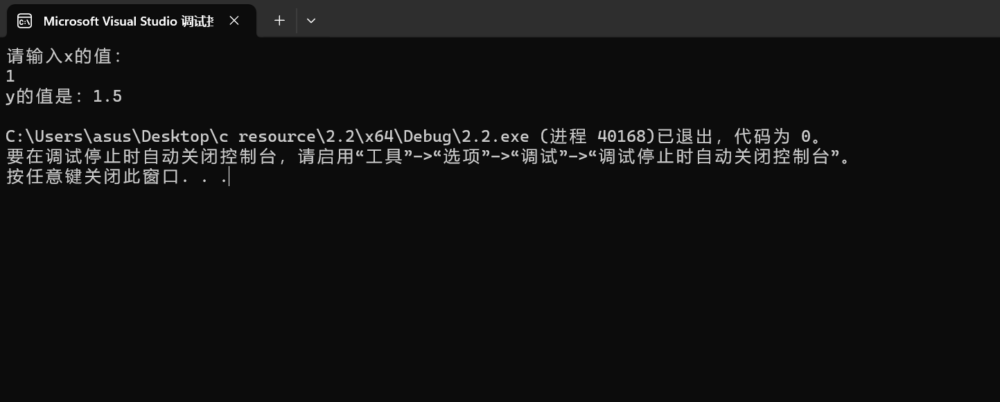 Microsoft Visual Studio 调试
请输入x的值：
1
y的值是：1.5
C:\Users\asus\Desktop\c resource\2.2\x64\Debug\2.2.exe (进程 40168)已退出，代码为 0。
要在调试停止时自动关闭控制台，请启用“工具”->“选项”->“调试”->“调试停止时自动关闭控制台”。
按任意键关闭此窗口. . .